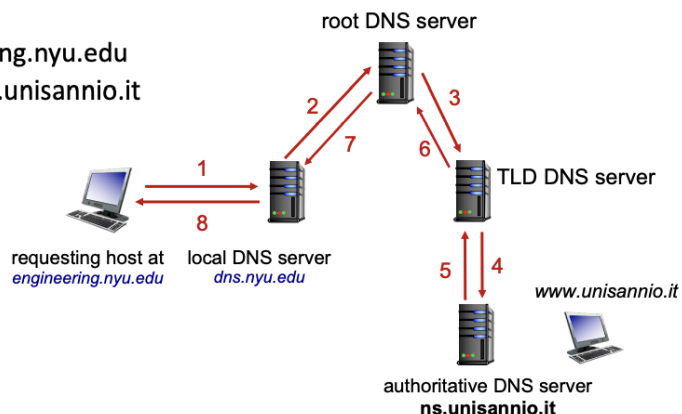 root DNS server
ng.nyu.edu
.unisannio.it
2
3
7
6
1
TLD DNS server
8
requesting host at
engineering.nyu.edu
local DNS server
dns.nyu.edu
5
4
www.unisannio.it
authoritative DNS server
ns.unisannio.it